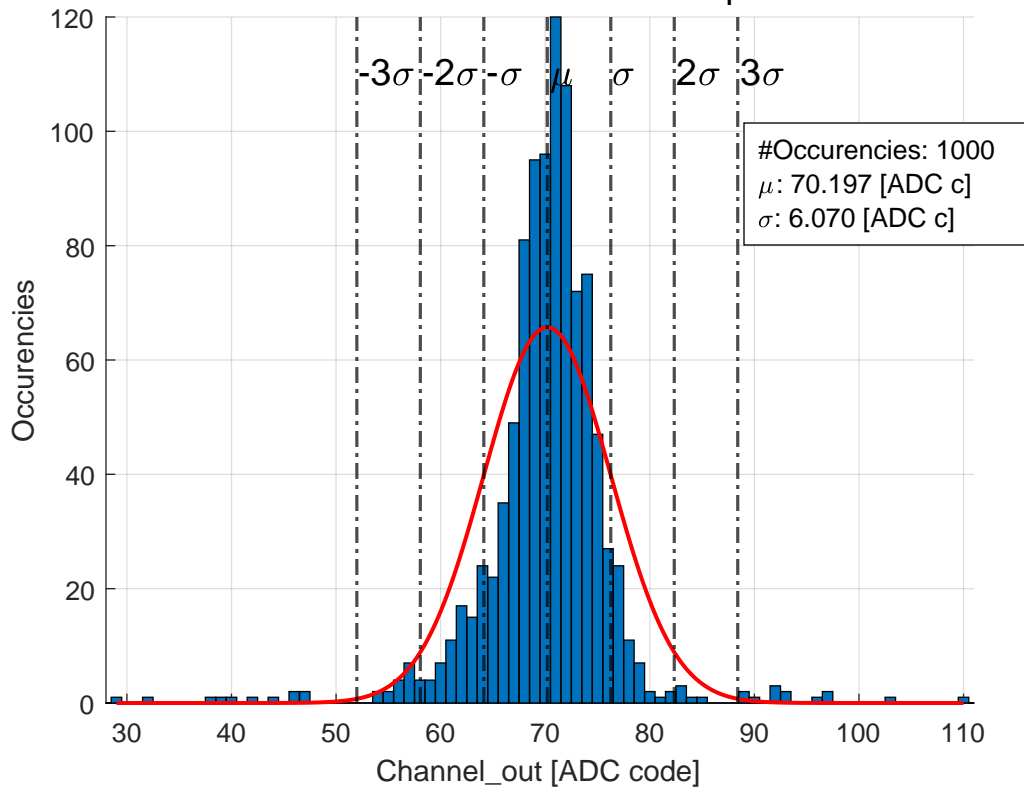 120
100
80
60
40
20
0
Occurencies
-3σ -2σ -σ μ σ 2σ 3σ
#Occurencies: 1000
μ: 70.197 [ADC c]
σ: 6.070 [ADC c]
30 40 50 60 70 80 90 100 110
Channel_out [ADC code]